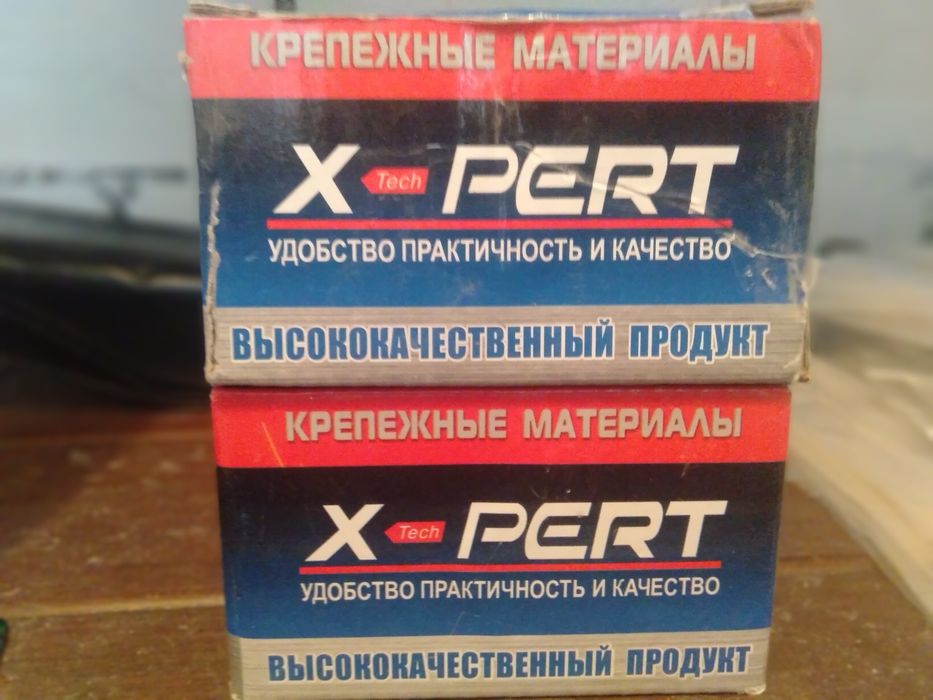 КРЕПЕЖНЫЕ МАТЕРИАЛЫ
X Tech PERT
УДОБСТВО ПРАКТИЧНОСТЬ И КАЧЕСТВО
ВЫСОКОКАЧЕСТВЕННЫЙ ПРОДУКТ
КРЕПЕЖНЫЕ МАТЕРИАЛЫ
X Tech PERT
УДОБСТВО ПРАКТИЧНОСТЬ И КАЧЕСТВО
ВЫСОКОКАЧЕСТВЕННЫЙ ПРОДУКТ